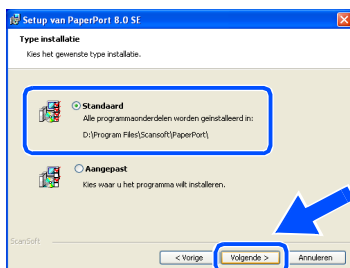 Setup van PaperPort 8.0 SE
Type installatie
Kies het gewenste type installatie.
Standaard
Alle programmaonderdelen worden geïnstalleerd in:
D:\Program Files\Scansoft\PaperPort\
Aangepast
Kies waar u het programma wilt installeren.
ScanSoft
< Vorige Volgende > Annuleren